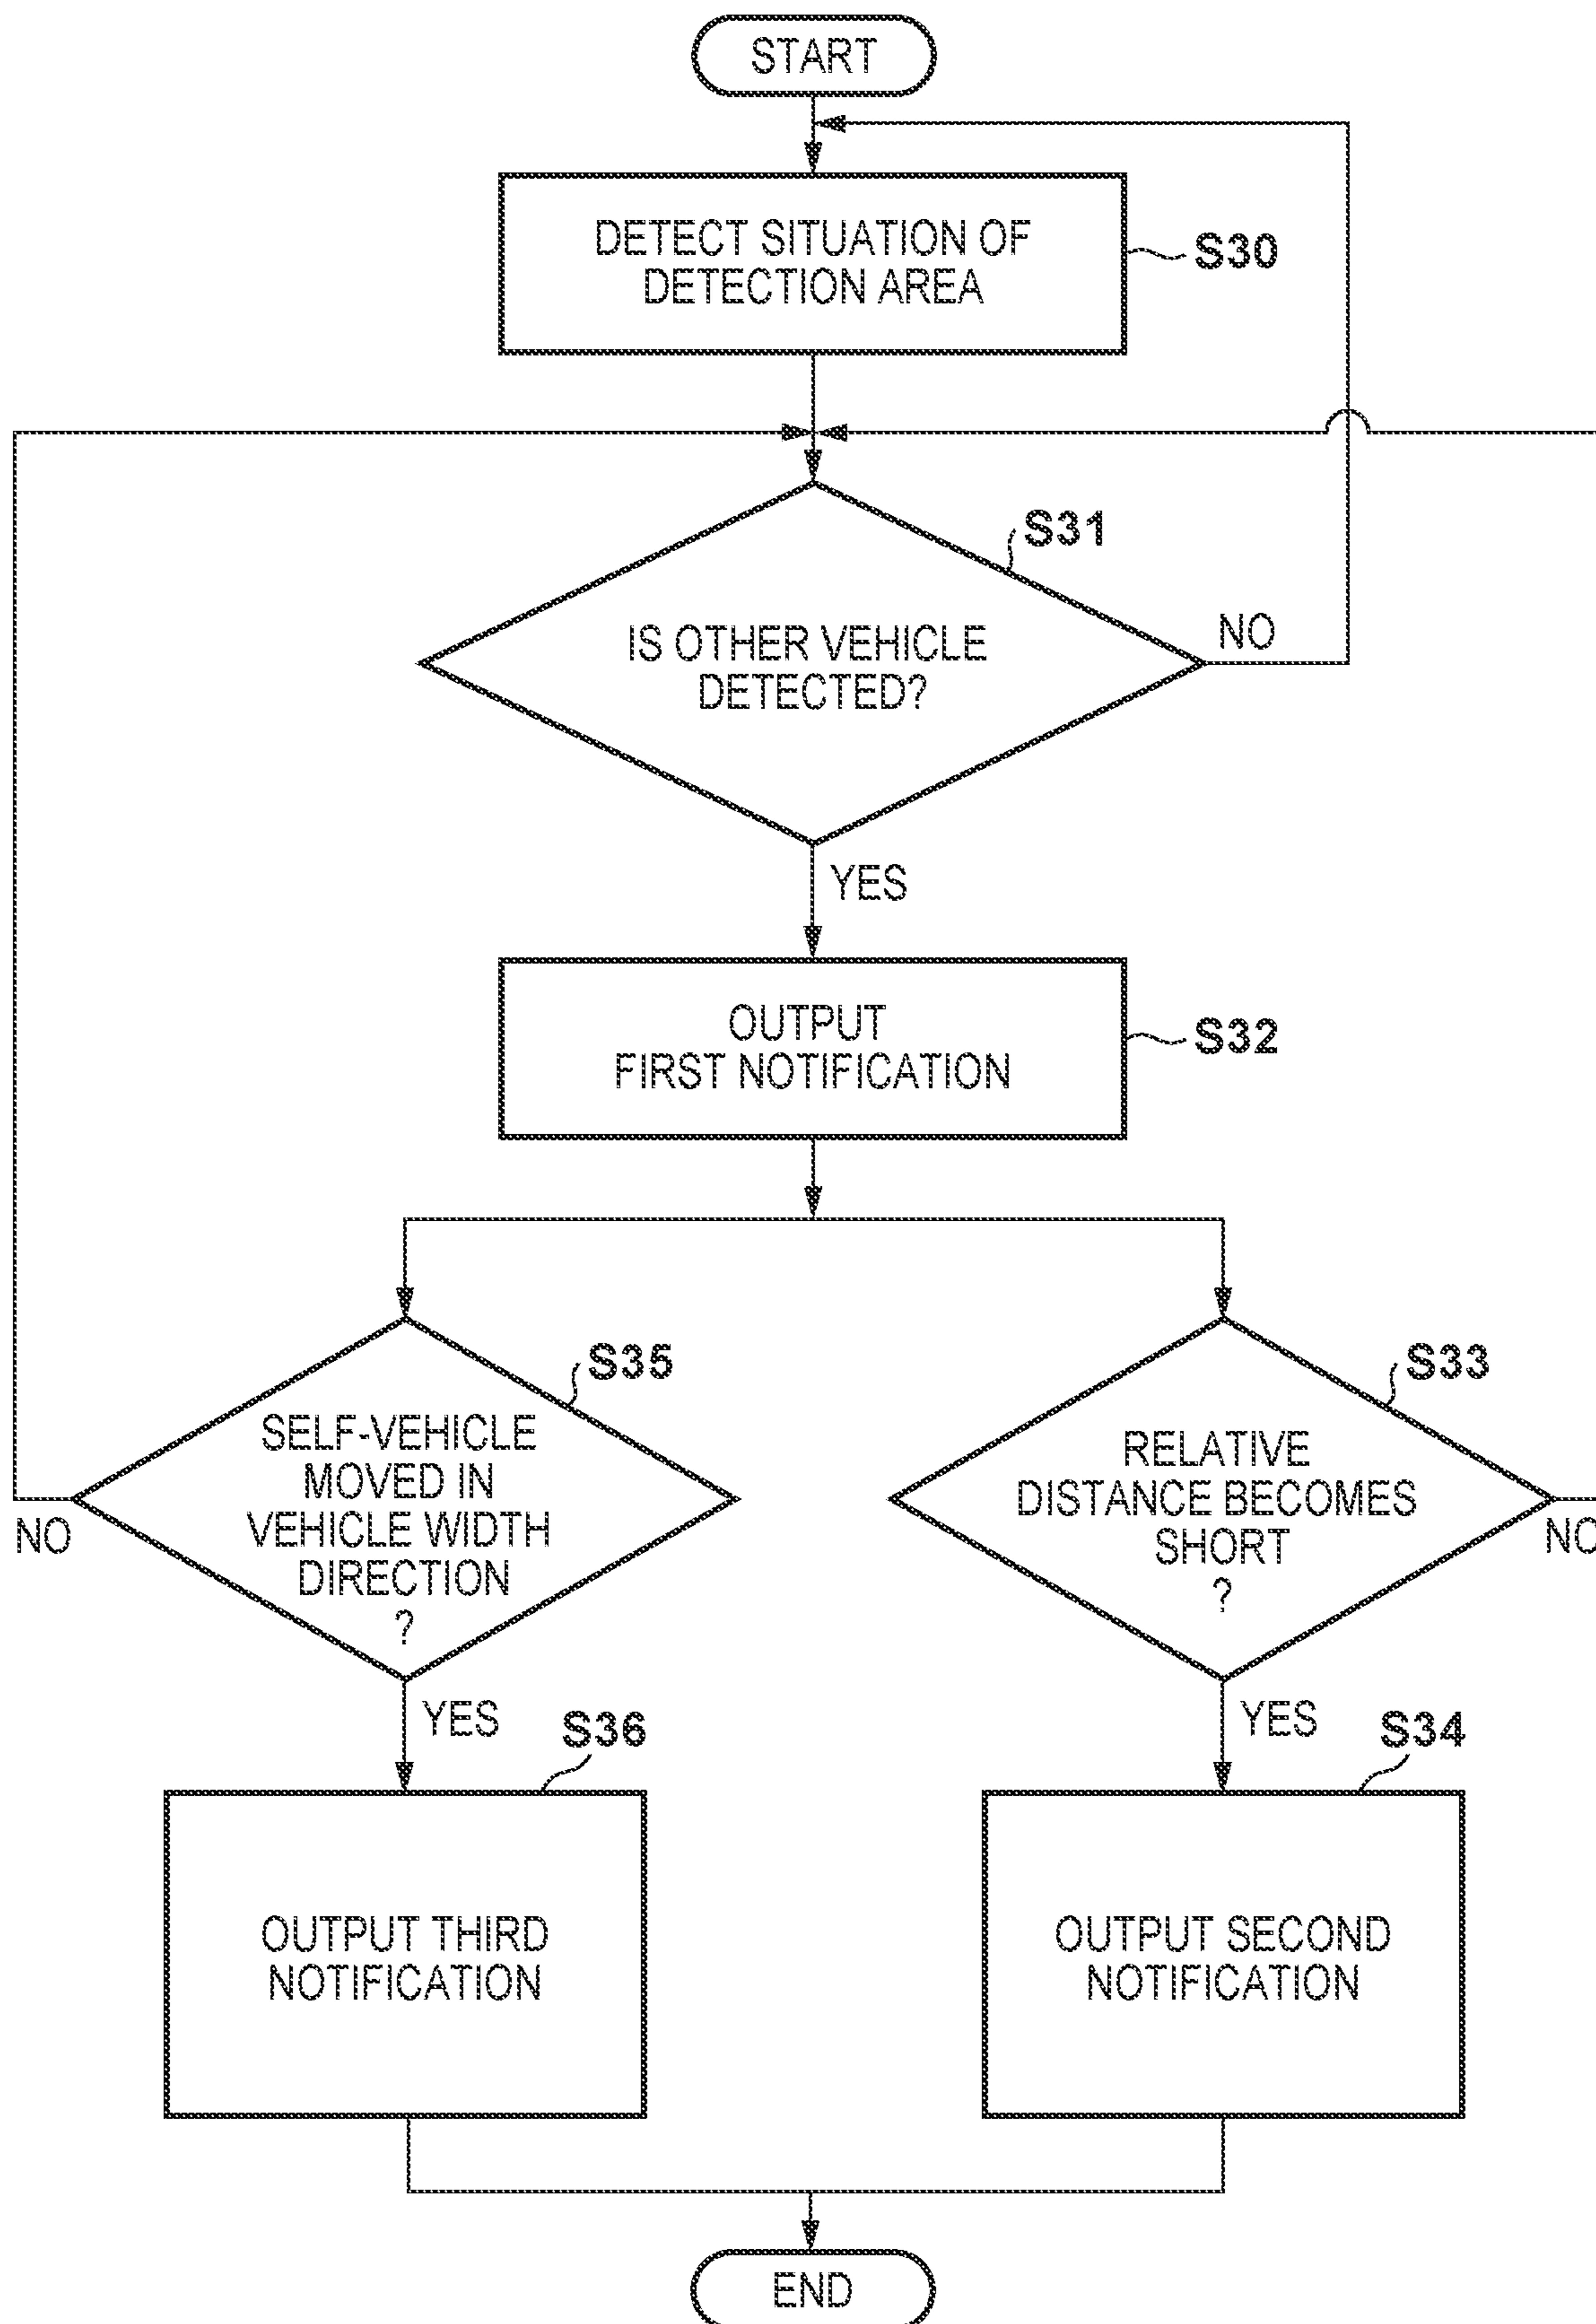 START
DETECT SITUATION OF
DETECTION AREA
S30
S31
IS OTHER VEHICLE
DETECTED?
NO
YES
OUTPUT
FIRST NOTIFICATION
S32
S35
SELF-VEHICLE
MOVED IN
VEHICLE WIDTH
DIRECTION
?
NO
YES
S33
RELATIVE
DISTANCE BECOMES
SHORT
?
NO
YES
S36
OUTPUT THIRD
NOTIFICATION
S34
OUTPUT SECOND
NOTIFICATION
END